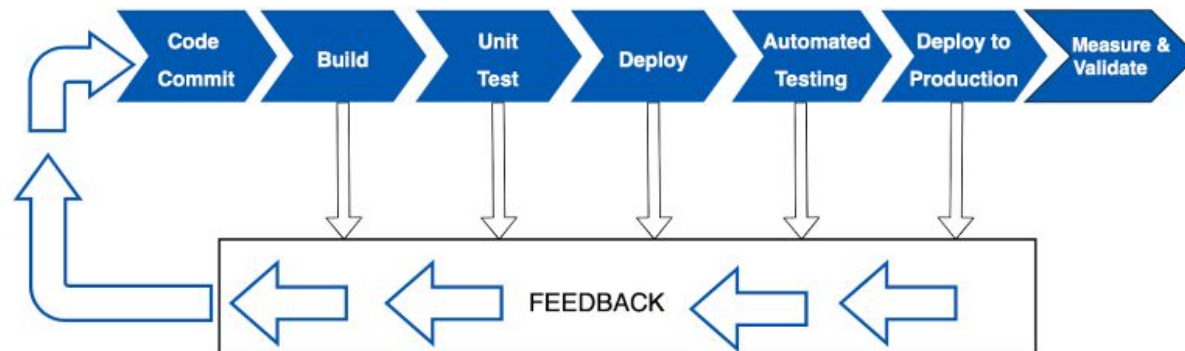 Code
Commit
Build
Unit
Test
Deploy
Automated
Testing
Deploy to
Production
Measure &
Validate
FEEDBACK